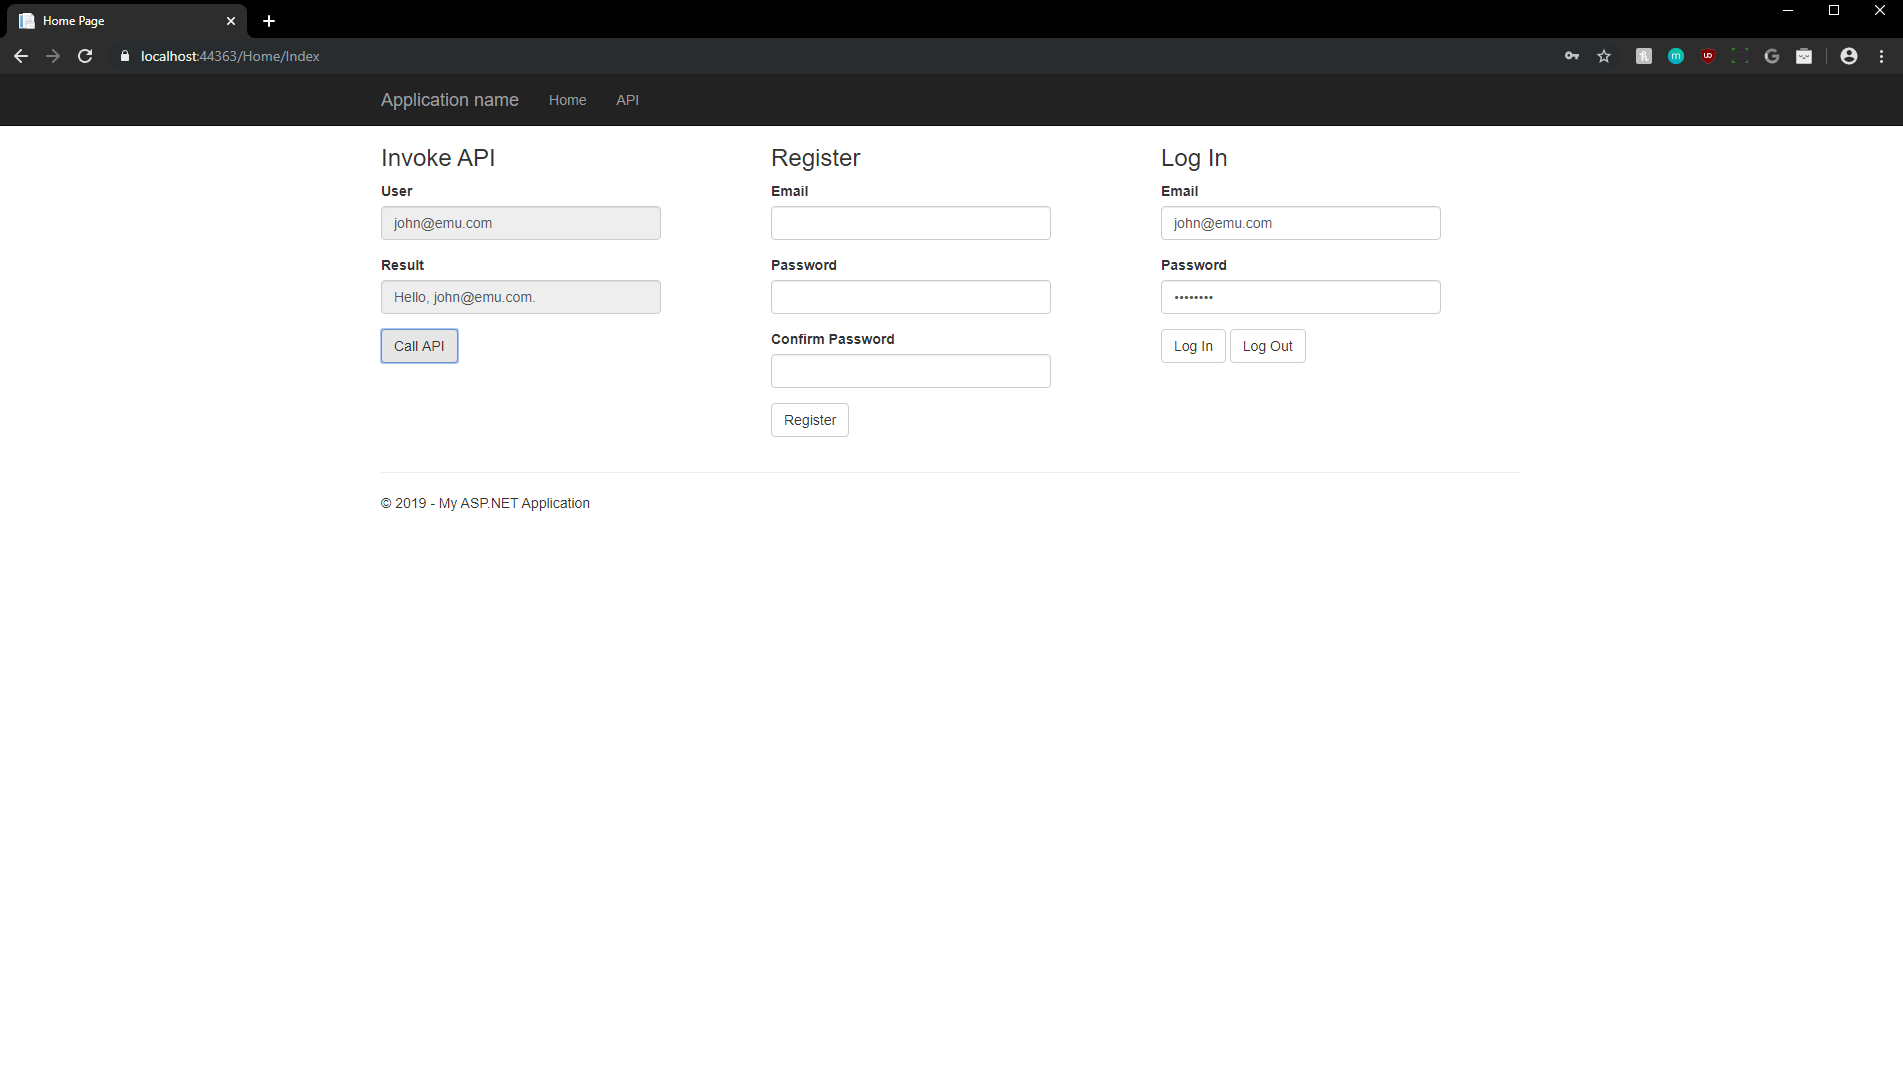 Home Page
localhost:44363/Home/Index
Application name Home API
Invoke API
User
john@emu.com
Result
Hello, john@emu.com.
Call API
Register
Email
Password
Confirm Password
Register
Log In
Email
john@emu.com
Password
••••••••
Log In Log Out
© 2019 - My ASP.NET Application